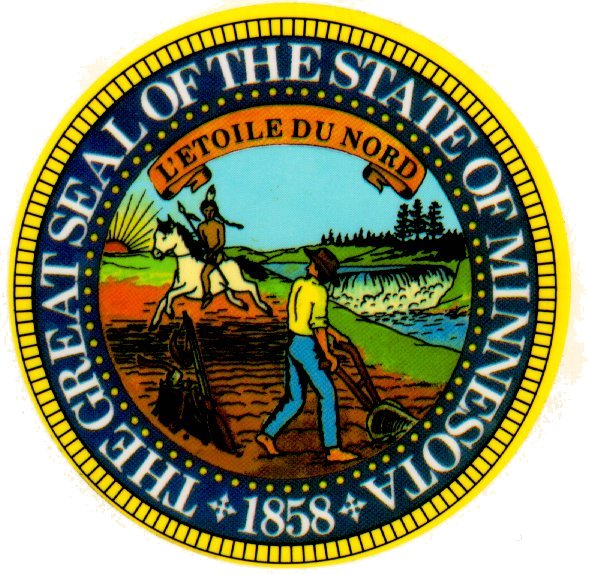 THE GREAT SEAL OF THE STATE OF MINNESOTA
L'ETOILE DU NORD
1858